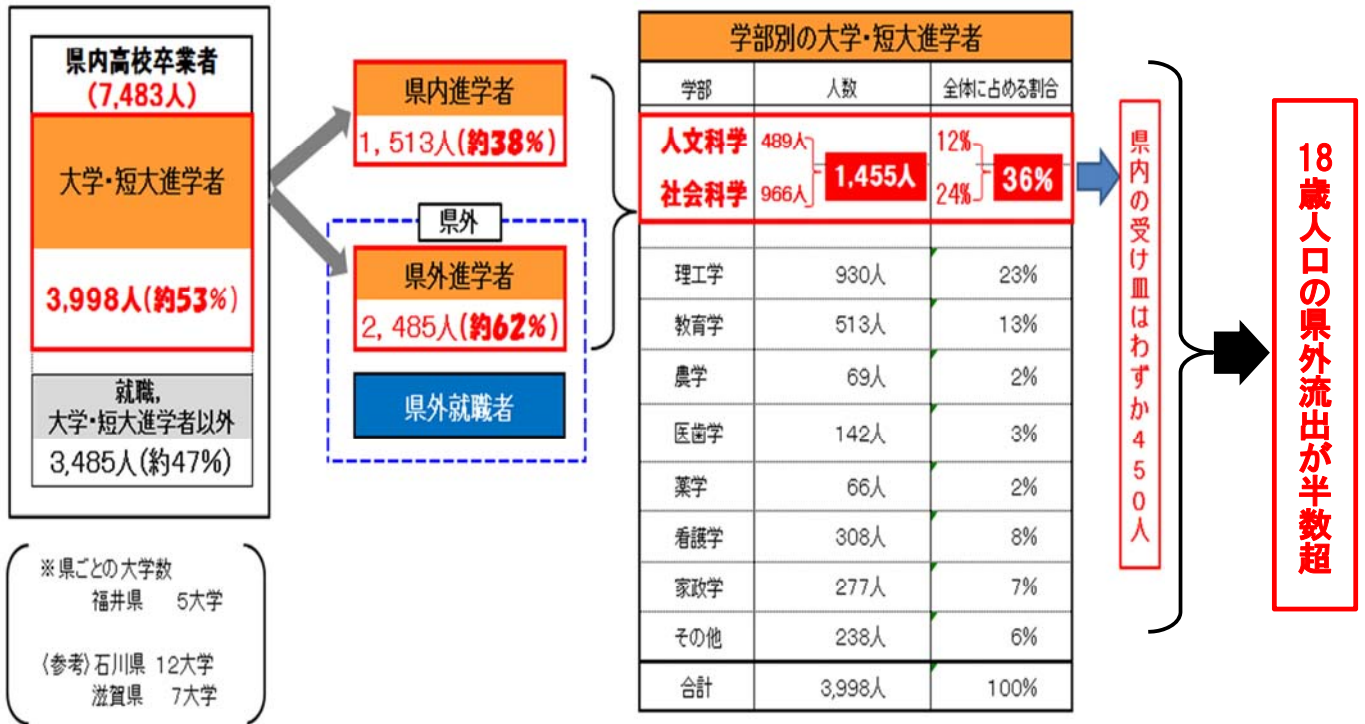 県内高校卒業者
(7,483人)
大学・短大進学者
3,998人(約53%)
就職,
大学・短大進学者以外
3,485人(約47%)
※県ごとの大学数
福井県 5大学
〈参考〉石川県 12大学
滋賀県 7大学
県内進学者
1,513人(約38%)
県外
県外進学者
2,485人(約62%)
県外就職者
学部別の大学・短大進学者
学部 人数 全体に占める割合
人文科学 489人 12%
1,455人 36%
社会科学 966人 24%
理工学 930人 23%
教育学 513人 13%
農学 69人 2%
医歯学 142人 3%
薬学 66人 2%
看護学 308人 8%
家政学 277人 7%
その他 238人 6%
合計 3,998人 100%
県内の受け皿はわずか450人
18歳人口の県外流出が半数超